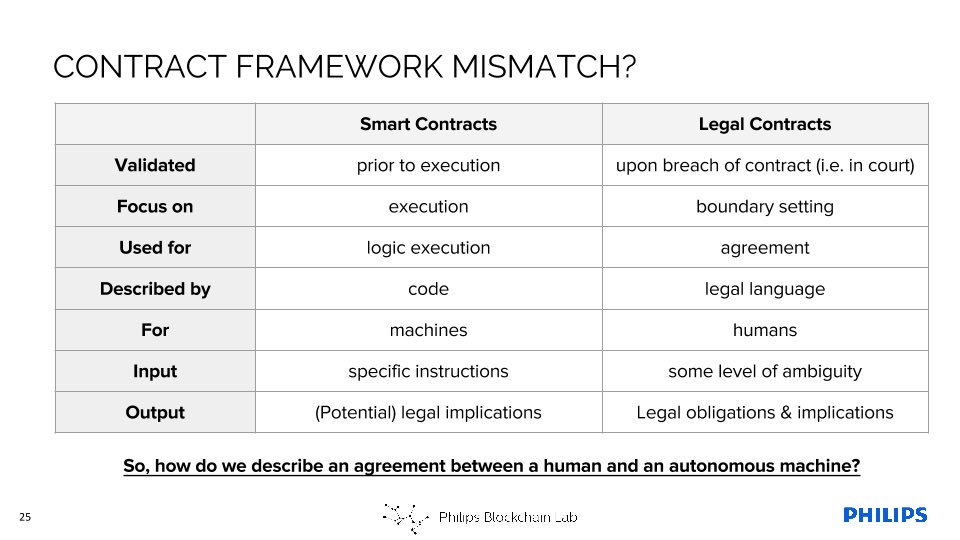 CONTRACT FRAMEWORK MISMATCH?
Smart Contracts Legal Contracts
Validated prior to execution upon breach of contract (i.e. in court)
Focus on execution boundary setting
Used for logic execution agreement
Described by code legal language
For machines humans
Input specific instructions some level of ambiguity
Output (Potential) legal implications Legal obligations & implications
So, how do we describe an agreement between a human and an autonomous machine?
25 Philips Blockchain Lab PHILIPS